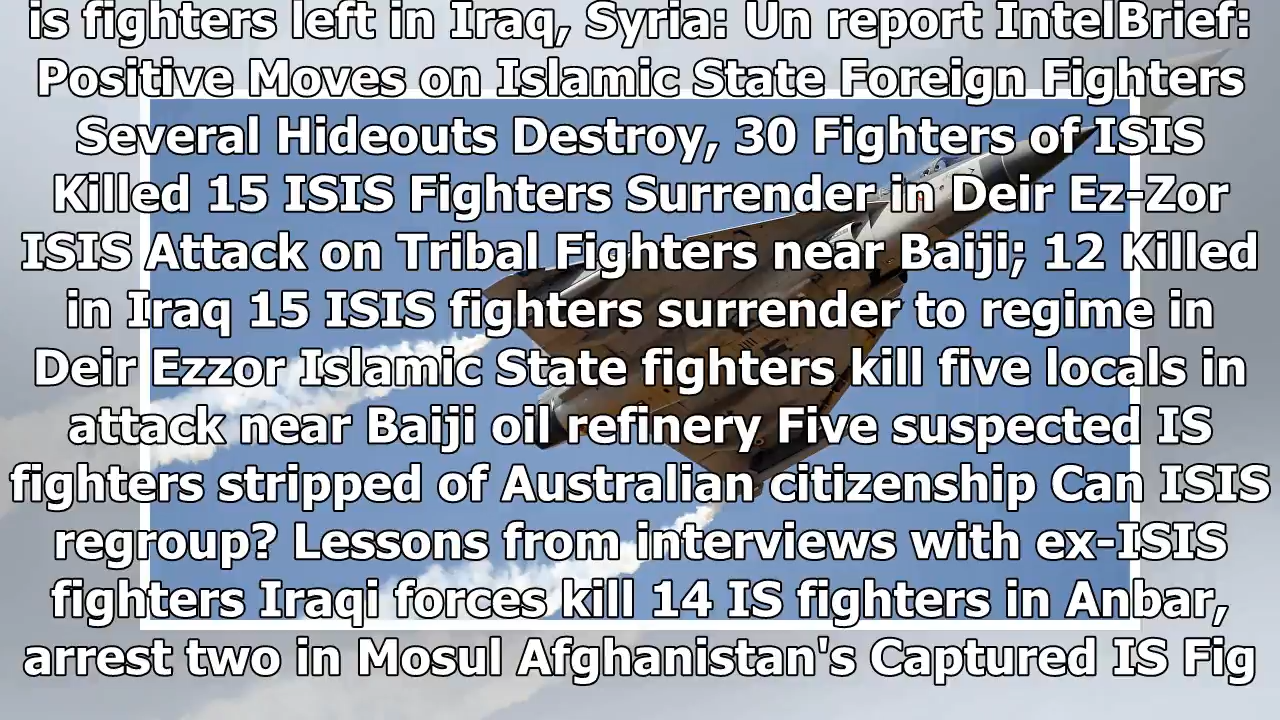 is fighters left in Iraq, Syria: Un report IntelBrief:
Positive Moves on Islamic State Foreign Fighters
Several Hideouts Destroy, 30 Fighters of ISIS
Killed 15 ISIS Fighters Surrender in Deir Ez-Zor
ISIS Attack on Tribal Fighters near Baiji; 12 Killed
in Iraq 15 ISIS fighters surrender to regime in
Deir Ezzor Islamic State fighters kill five locals in
attack near Baiji oil refinery Five suspected IS
fighters stripped of Australian citizenship Can ISIS
regroup? Lessons from interviews with ex-ISIS
fighters Iraqi forces kill 14 IS fighters in Anbar,
arrest two in Mosul Afghanistan's Captured IS Fig